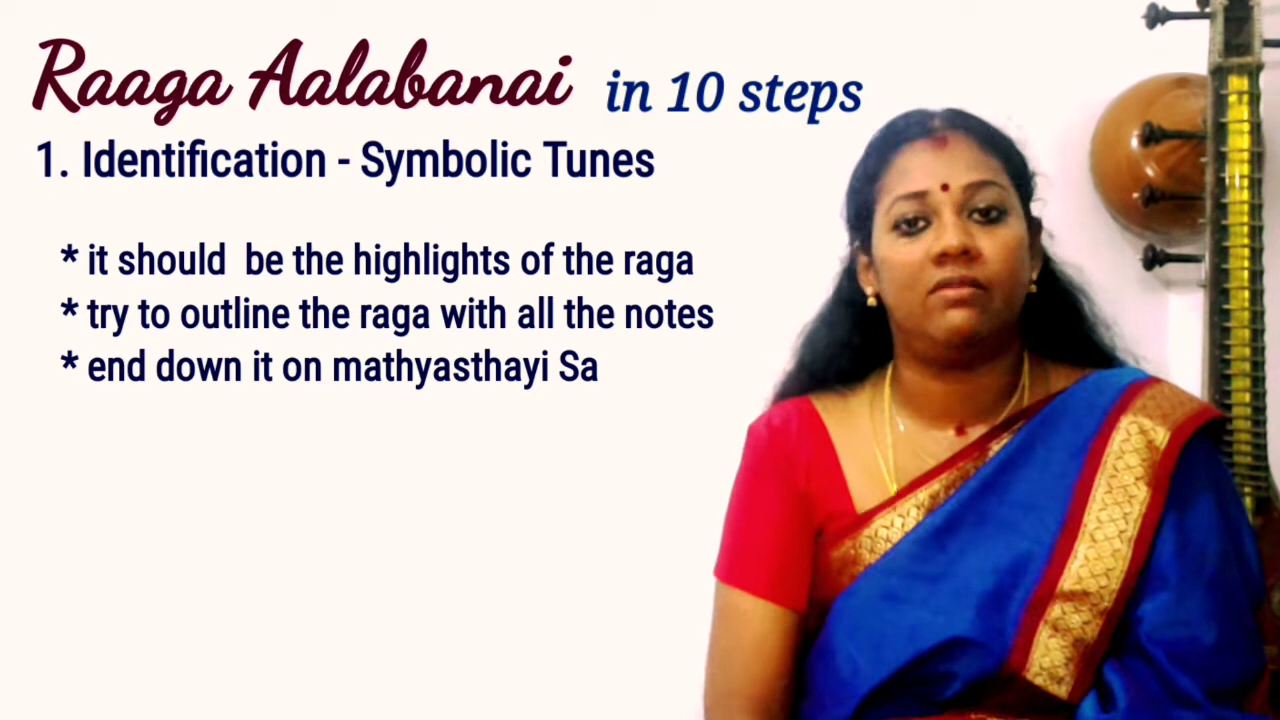 Raaga Aalabanai in 10 steps
1. Identification - Symbolic Tunes
* it should  be the highlights of the raga
* try to outline the raga with all the notes
* end down it on mathyasthayi Sa